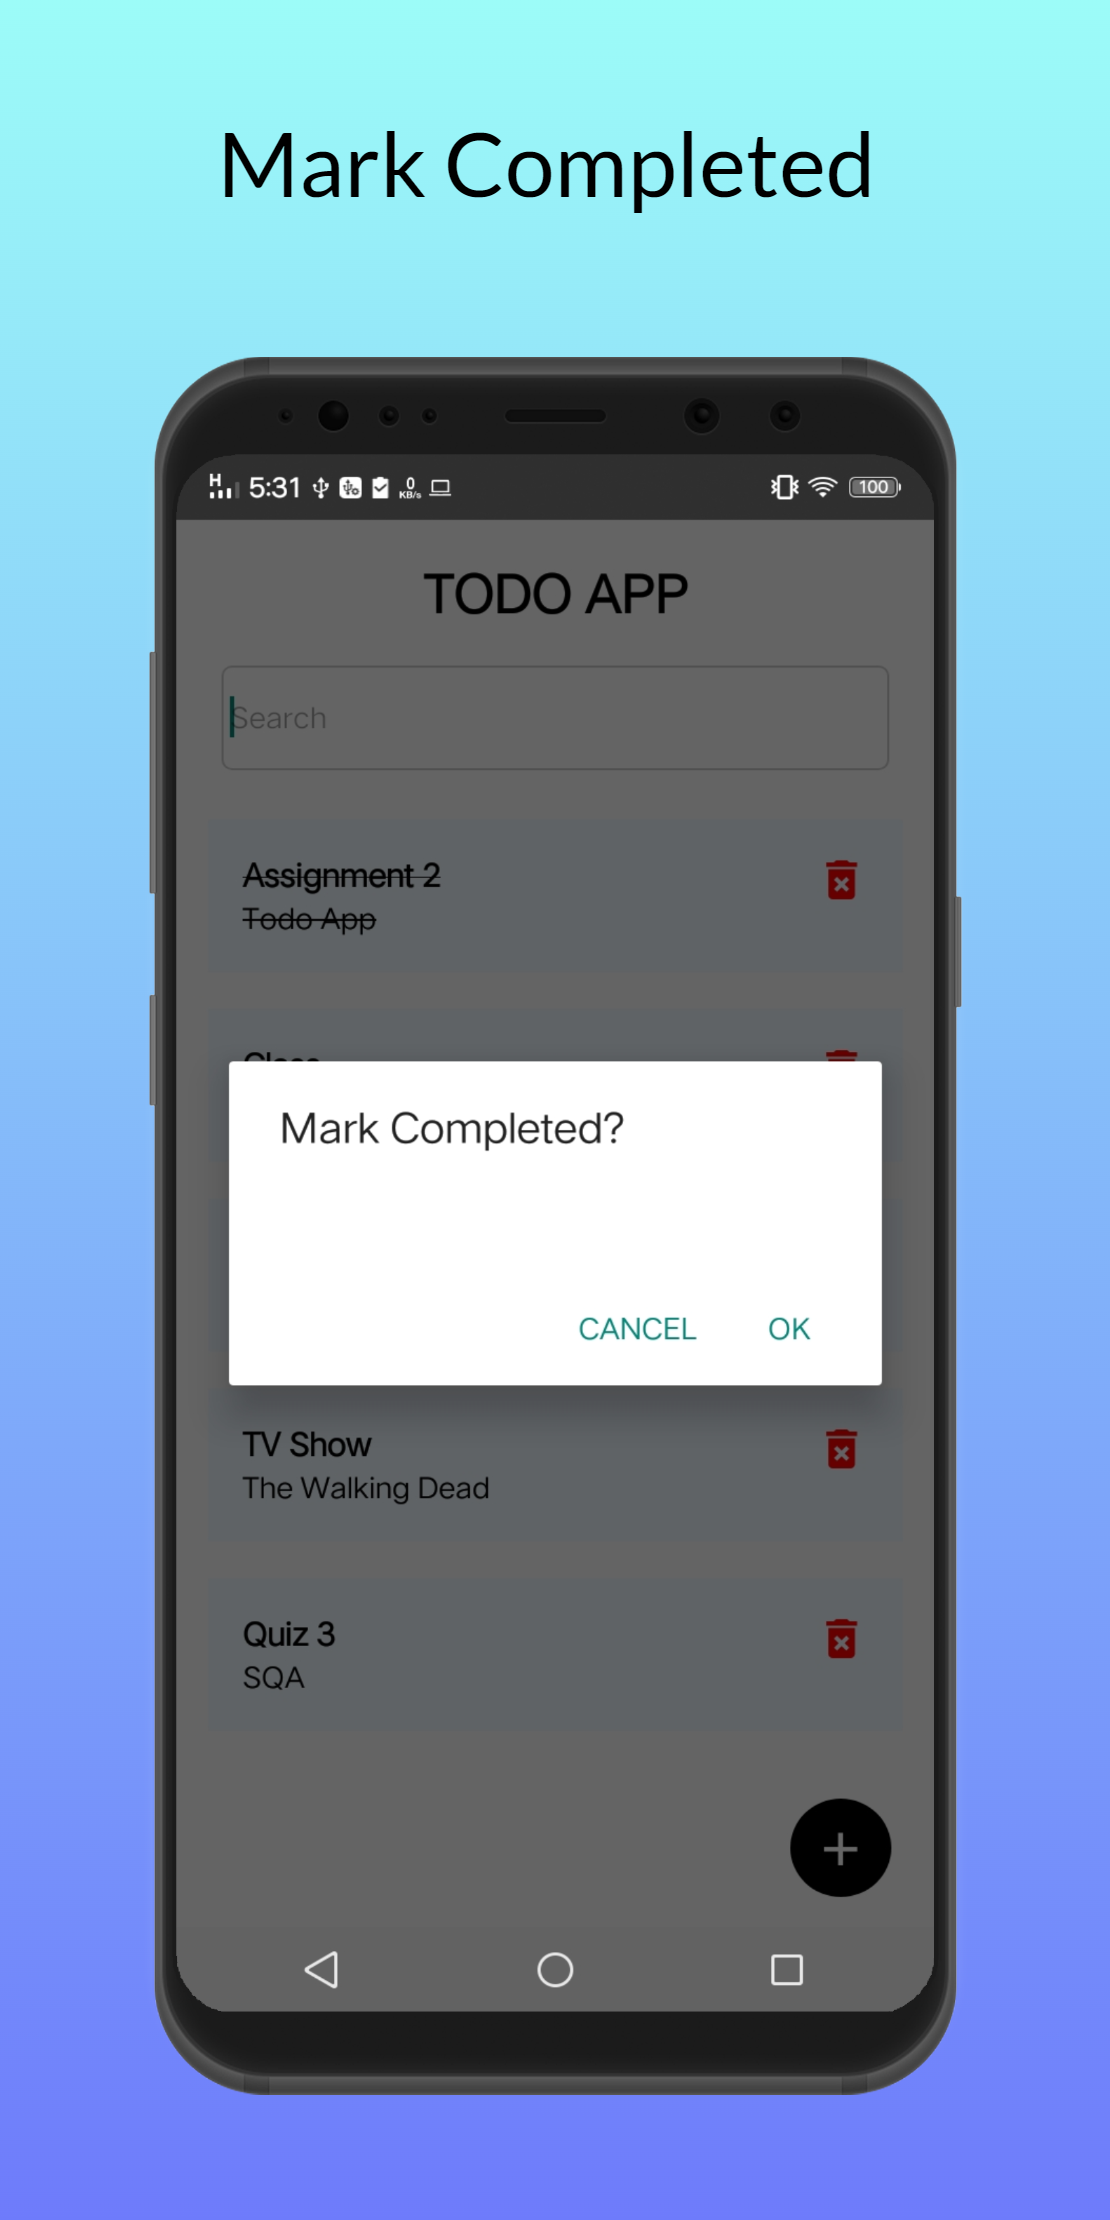 Mark Completed
H 5:31 0 KB/s 100
TODO APP
Search
Assignment 2
Todo App
Mark Completed?
CANCEL OK
TV Show
The Walking Dead
Quiz 3
SQA